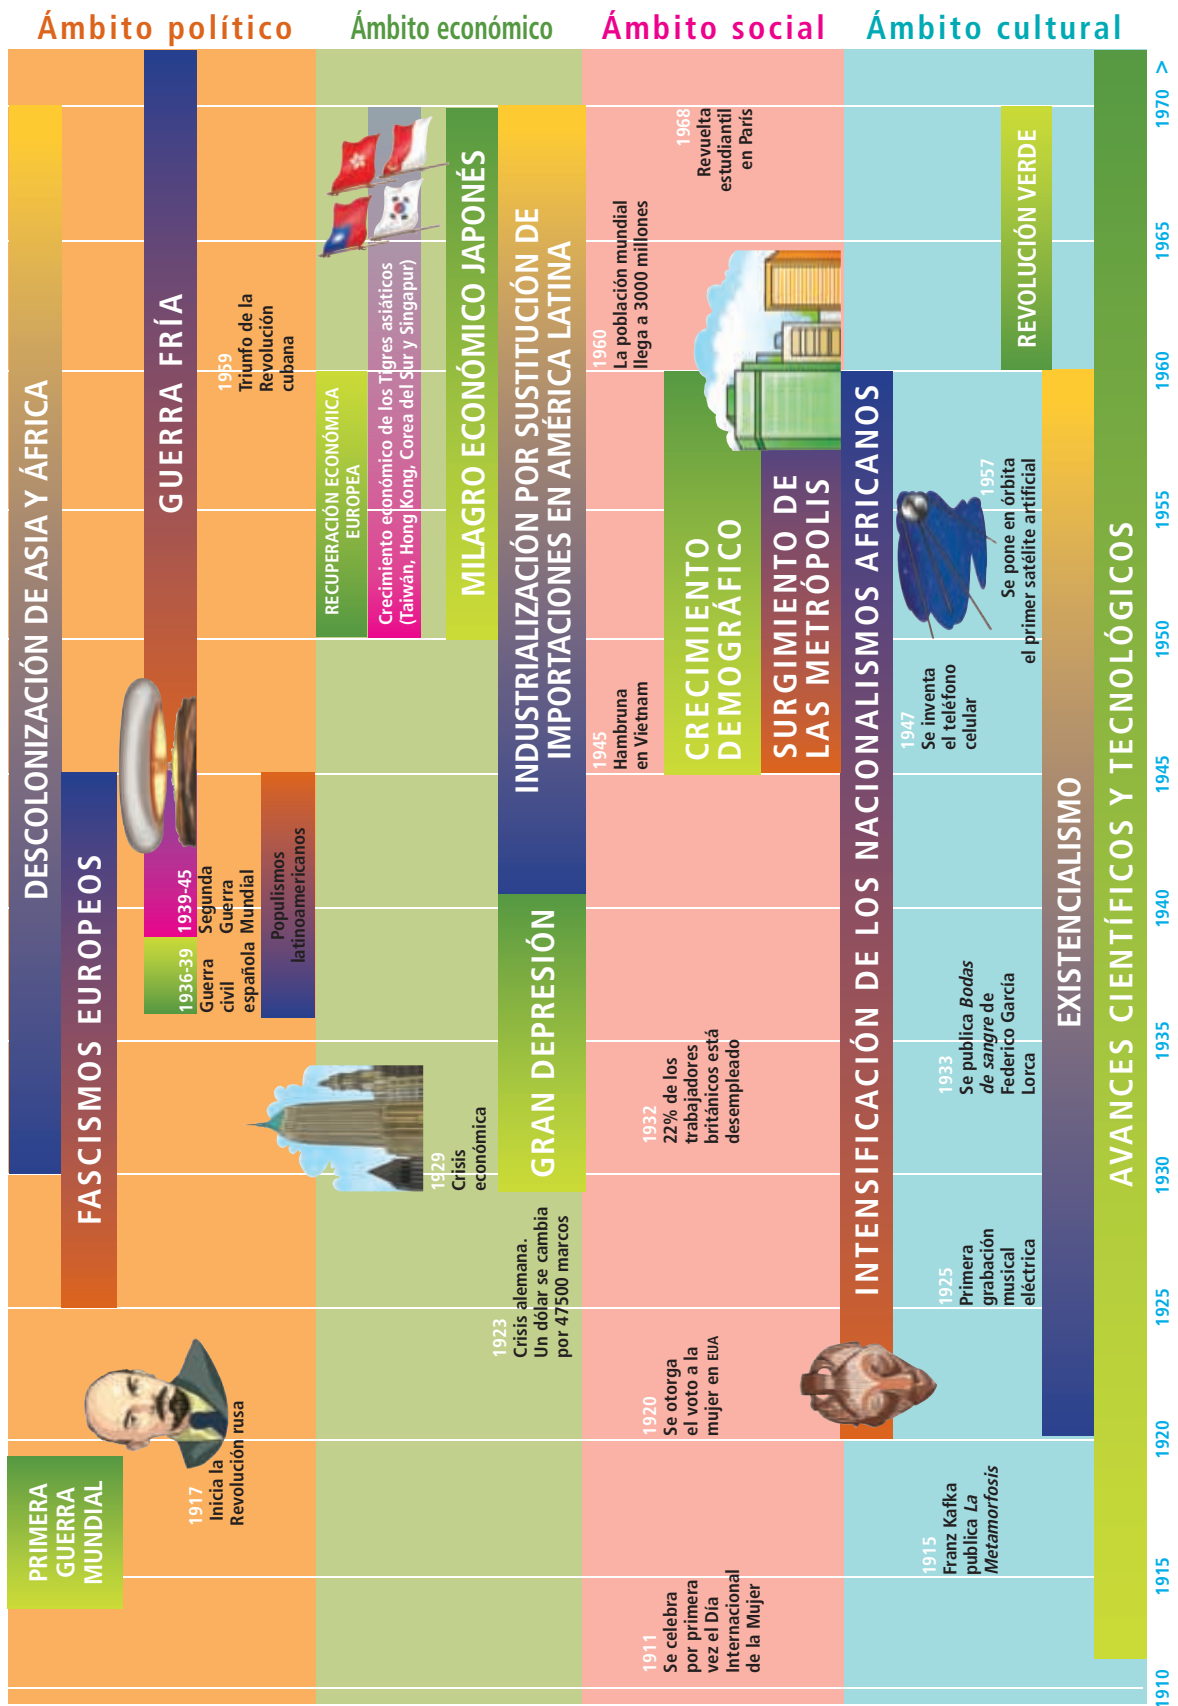 Ámbito político
Ámbito económico
Ámbito social
Ámbito cultural
DESCOLONIZACIÓN DE ASIA Y ÁFRICA
PRIMERA
GUERRA
MUNDIAL
FASCISMOS EUROPEOS
GUERRA FRÍA
1917
Inicia la
Revolución rusa
1936-39
Guerra
civil
española
1939-45
Segunda
Guerra
Mundial
1959
Triunfo de la
Revolución
cubana
Populismos
latinoamericanos
RECUPERACIÓN ECONÓMICA
EUROPEA
Crecimiento económico de los Tigres asiáticos
(Taiwán, Hong Kong, Corea del Sur y Singapur)
1929
Crisis
económica
MILAGRO ECONÓMICO JAPONÉS
1923
Crisis alemana.
Un dólar se cambia
por 47500 marcos
GRAN DEPRESIÓN
INDUSTRIALIZACIÓN POR SUSTITUCIÓN DE
IMPORTACIONES EN AMÉRICA LATINA
1945
Hambruna
en Vietnam
1960
La población mundial
llega a 3000 millones
1911
Se celebra
por primera
vez el Día
Internacional
de la Mujer
1920
Se otorga
el voto a la
mujer en EUA
1932
22% de los
trabajadores
británicos está
desempleado
CRECIMIENTO
DEMOGRÁFICO
1968
Revuelta
estudiantil
en París
SURGIMIENTO DE
LAS METRÓPOLIS
INTENSIFICACIÓN DE LOS NACIONALISMOS AFRICANOS
1915
Franz Kafka
publica La
Metamorfosis
1925
Primera
grabación
musical
eléctrica
1933
Se publica Bodas
de sangre de
Federico García
Lorca
1947
Se inventa
el teléfono
celular
1957
Se pone en órbita
el primer satélite artificial
REVOLUCIÓN VERDE
EXISTENCIALISMO
AVANCES CIENTÍFICOS Y TECNOLÓGICOS
1910
1915
1920
1925
1930
1935
1940
1945
1950
1955
1960
1965
1970 >